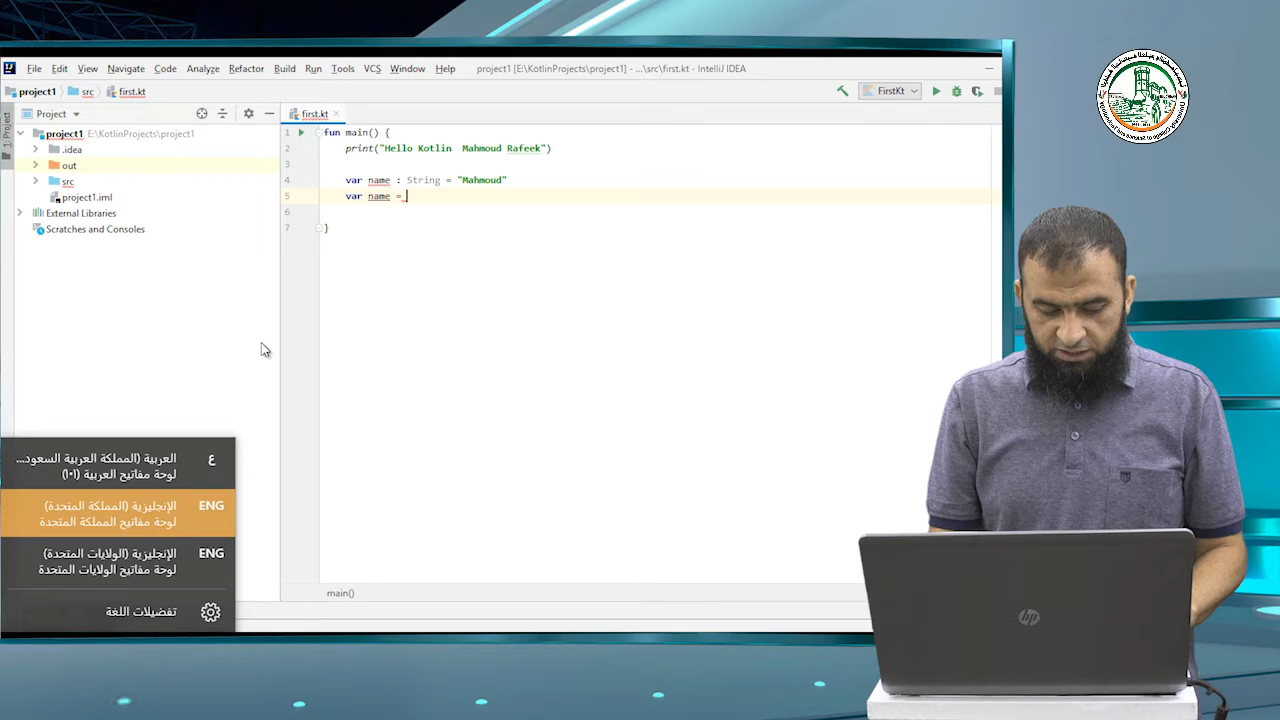 File Edit View Navigate Code Analyze Refactor Build Run Tools VCS Window Help project1 [E:\KotlinProjects\project1] - ...\src\first.kt - IntelliJ IDEA
project1 src first.kt FirstKt
Project first.kt
1: Project
project1 E:\KotlinProjects\project1
.idea
out
src
project1.iml
External Libraries
Scratches and Consoles
1 fun main() {
2 print("Hello Kotlin  Mahmoud Rafeek")
3
4 var name : String = "Mahmoud"
5 var name =
6
7 }
main()
العربية (المملكة العربية السعود... ع
لوحة مفاتيح العربية (١٠١)
الإنجليزية (المملكة المتحدة) ENG
لوحة مفاتيح المملكة المتحدة
الإنجليزية (الولايات المتحدة) ENG
لوحة مفاتيح الولايات المتحدة
تفضيلات اللغة
hp